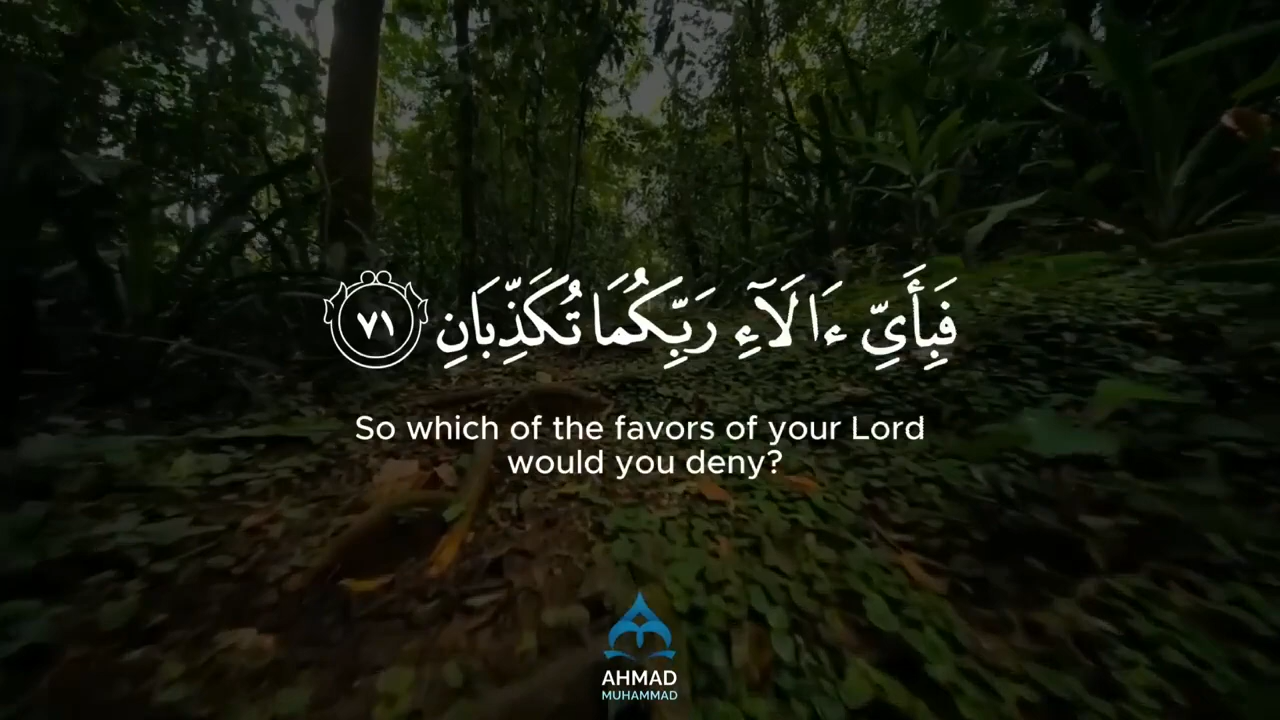 فَبِأَيِّ ءَالَآءِ رَبِّكُمَا تُكَذِّبَانِ ٧١
So which of the favors of your Lord
would you deny?
AHMAD
MUHAMMAD